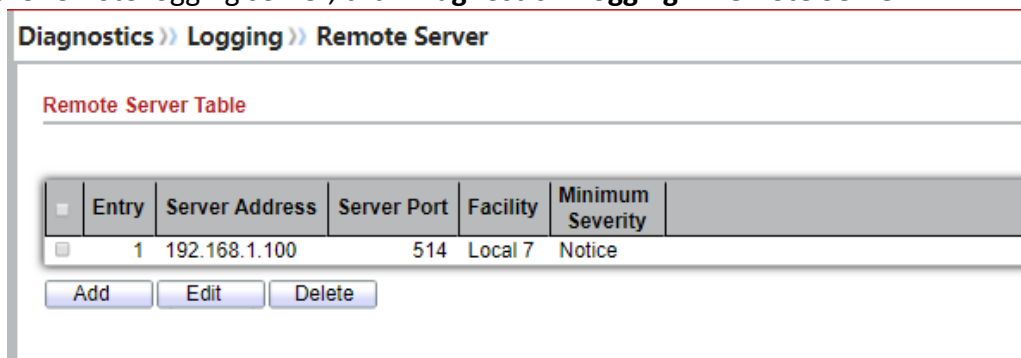 Diagnostics » Logging » Remote Server
Remote Server Table
Entry Server Address Server Port Facility Minimum Severity
1 192.168.1.100 514 Local 7 Notice
Add Edit Delete